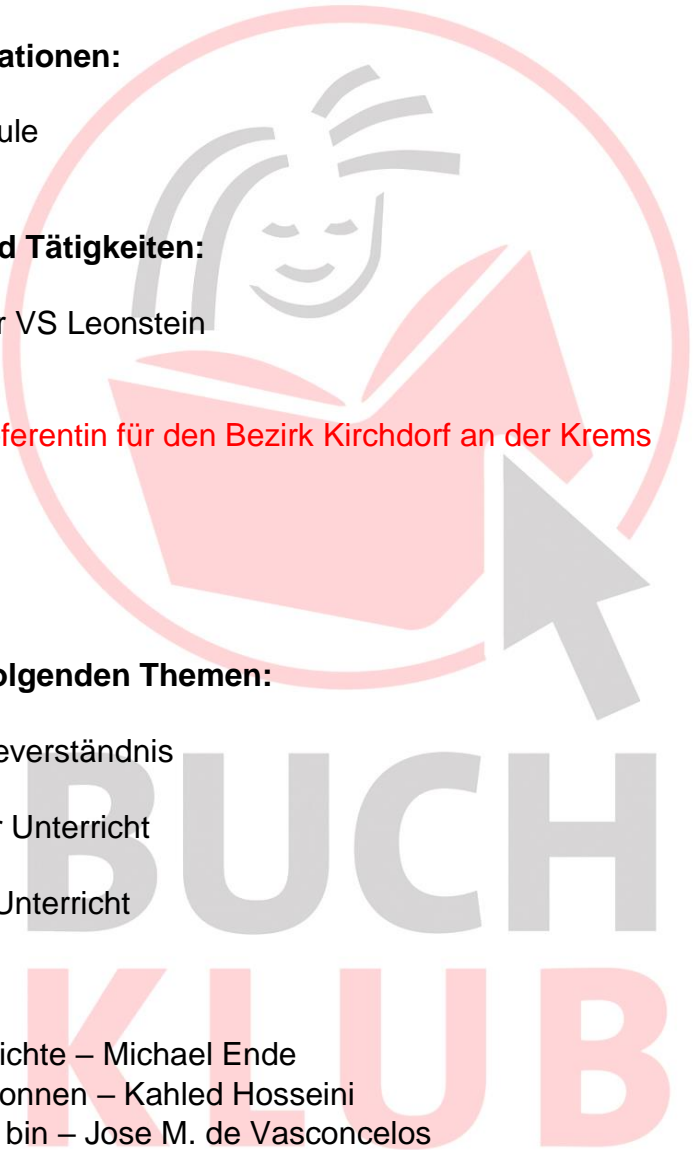 ationen:
ule
d Tätigkeiten:
r VS Leonstein
ferentin für den Bezirk Kirchdorf an der Krems
olgenden Themen:
everständnis
r Unterricht
Unterricht
ichte – Michael Ende
onnen – Kahled Hosseini
bin – Jose M. de Vasconcelos
BUCH
KLUB